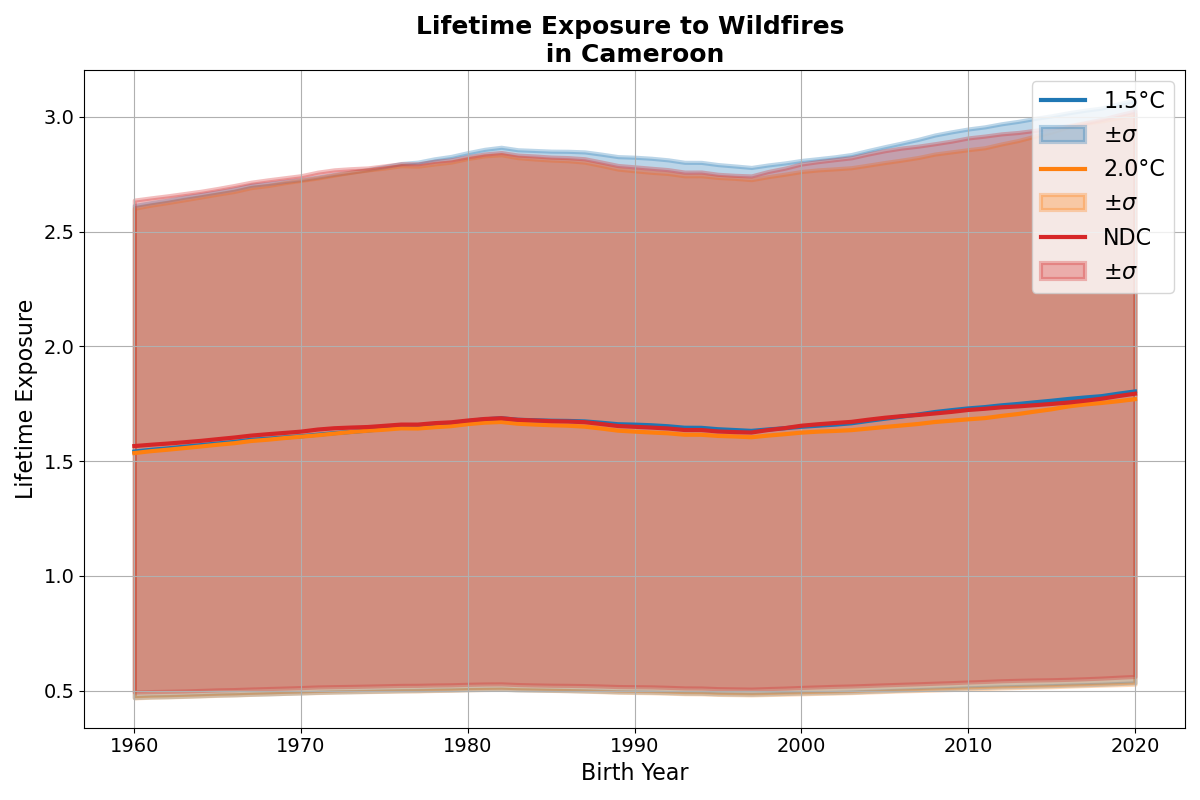 Lifetime Exposure to Wildfires
in Cameroon
3.0
2.5
2.0
1.5
1.0
0.5
Lifetime Exposure
1.5°C
±σ
2.0°C
±σ
NDC
±σ
1960
1970
1980
1990
2000
2010
2020
Birth Year